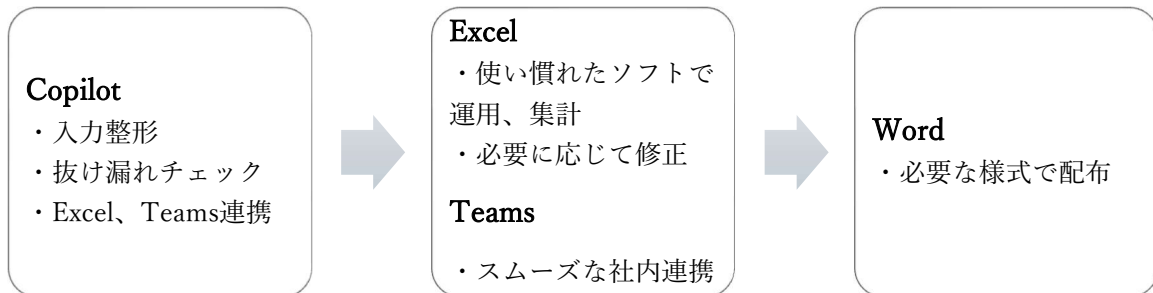 Copilot
・入力整形
・抜け漏れチェック
・Excel、Teams連携
Excel
・使い慣れたソフトで
運用、集計
・必要に応じて修正
Teams
・スムーズな社内連携
Word
・必要な様式で配布